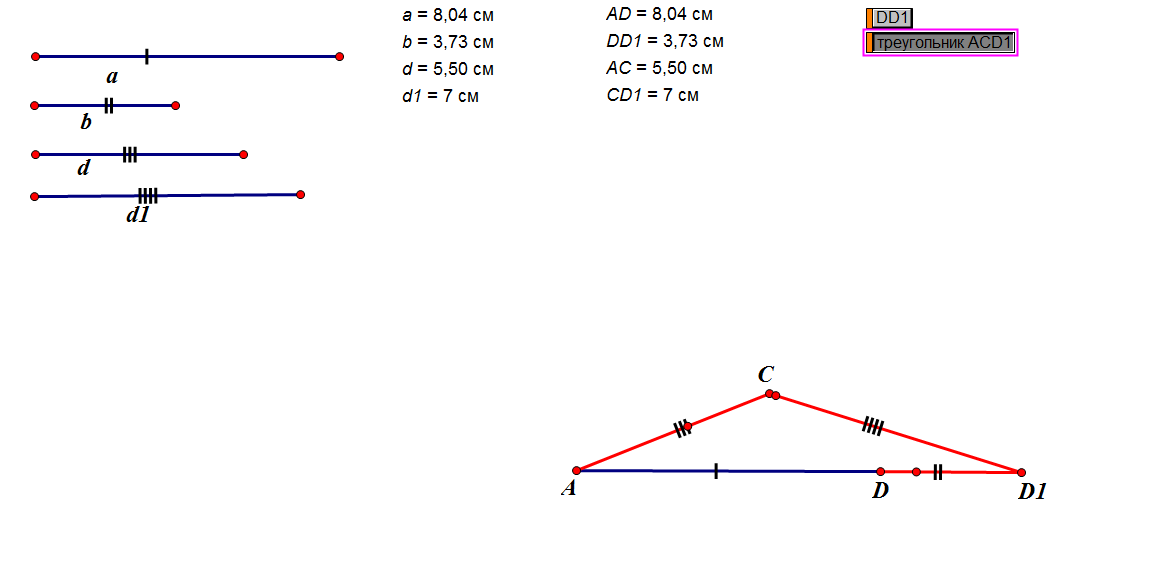 a = 8,04 см
b = 3,73 см
d = 5,50 см
d1 = 7 см
AD = 8,04 см
DD1 = 3,73 см
AC = 5,50 см
CD1 = 7 см
DD1
треугольник ACD1
a
b
d
d1
C
A
D
D1